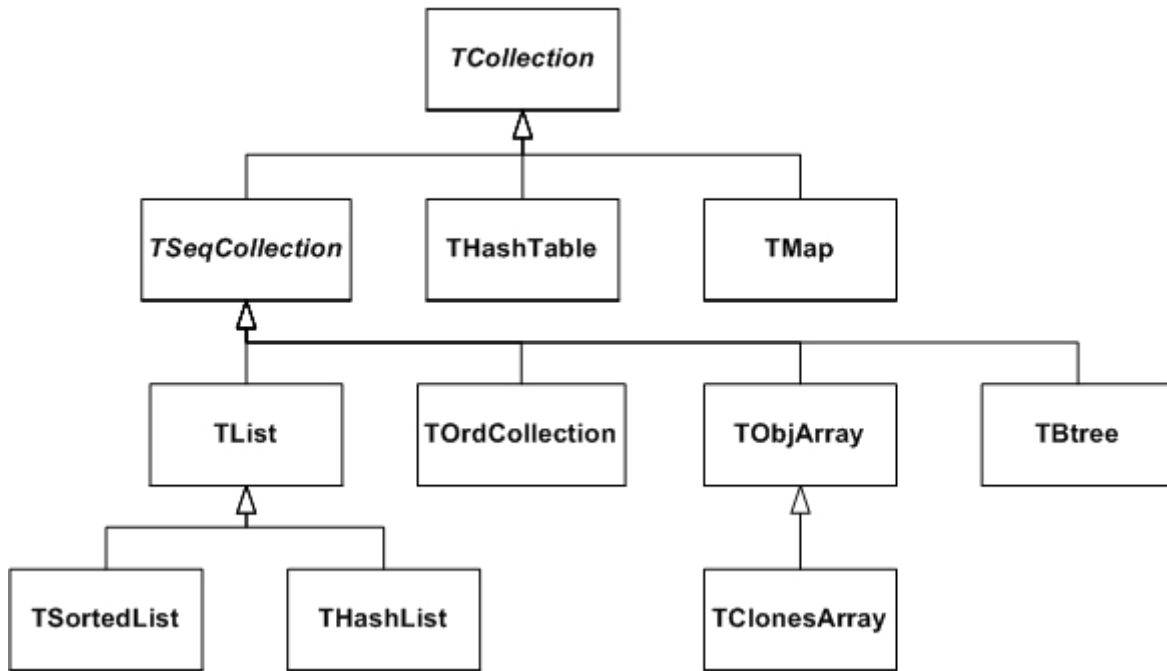 TCollection
TSeqCollection
THashTable
TMap
TList
TOrdCollection
TObjArray
TBtree
TSortedList
THashList
TClonesArray